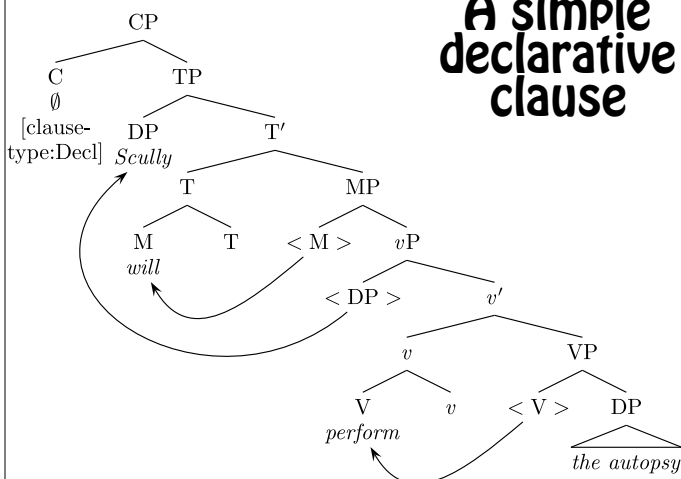 A simple
declarative
clause
CP
C TP
∅
[clause-
type:Decl]
DP T′
Scully
T MP
M T < M > vP
will
< DP > v′
v VP
V v < V > DP
perform
the autopsy